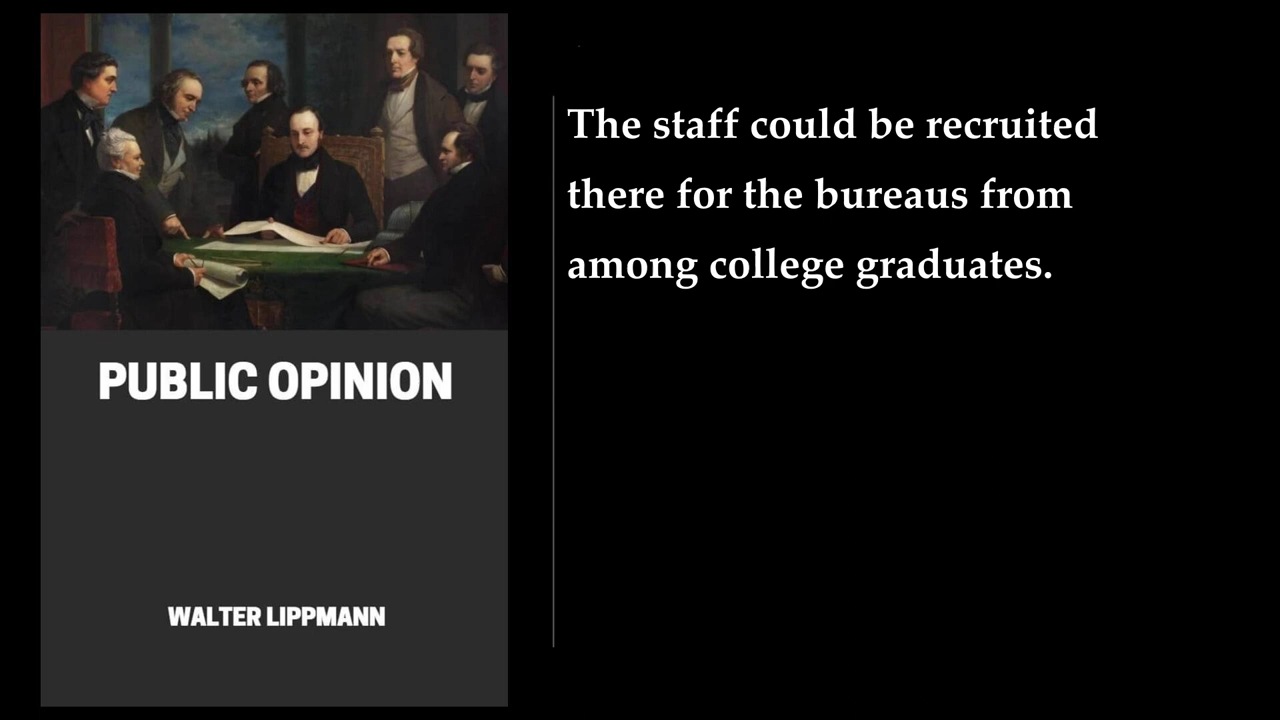 PUBLIC OPINION
WALTER LIPPMANN
The staff could be recruited
there for the bureaus from
among college graduates.